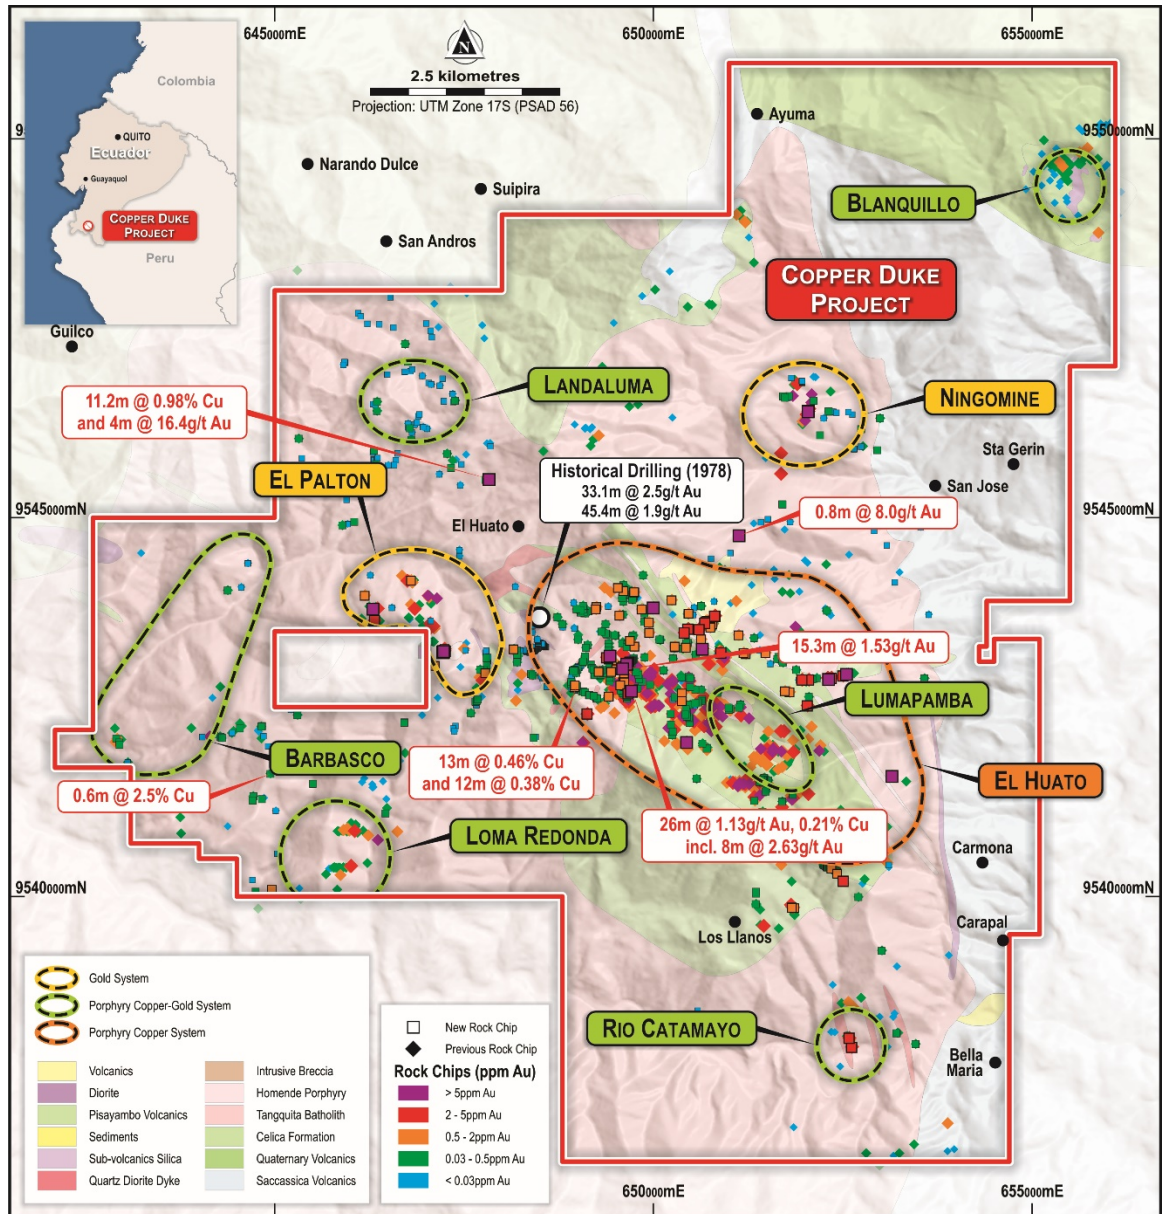 645000mE
650000mE
655000mE
Colombia
QUITO
Ecuador
Guayaquol
COPPER DUKE
PROJECT
Peru
N
2.5 kilometres
Projection: UTM Zone 17S (PSAD 56)
9550000mN
Ayuma
Narando Dulce
Suipira
San Andros
BLANQUILLO
COPPER DUKE
PROJECT
Guilco
LANDALUMA
11.2m @ 0.98% Cu
and 4m @ 16.4g/t Au
NINGOMINE
Sta Gerin
San Jose
EL PALTON
Historical Drilling (1978)
33.1m @ 2.5g/t Au
45.4m @ 1.9g/t Au
El Huato
0.8m @ 8.0g/t Au
9545000mN
9545000mN
15.3m @ 1.53g/t Au
LUMAPAMBA
BARBASCO
13m @ 0.46% Cu
and 12m @ 0.38% Cu
EL HUATO
0.6m @ 2.5% Cu
26m @ 1.13g/t Au, 0.21% Cu
incl. 8m @ 2.63g/t Au
LOMA REDONDA
Carmona
9540000mN
9540000mN
Los Llanos
Carapal
RIO CATAMAYO
Bella
Maria
Gold System
Porphyry Copper-Gold System
Porphyry Copper System
Volcanics
Diorite
Pisayambo Volcanics
Sediments
Sub-volcanics Silica
Quartz Diorite Dyke
Intrusive Breccia
Homende Porphyry
Tangquita Batholith
Celica Formation
Quaternary Volcanics
Saccassica Volcanics
New Rock Chip
Previous Rock Chip
Rock Chips (ppm Au)
> 5ppm Au
2 - 5ppm Au
0.5 - 2ppm Au
0.03 - 0.5ppm Au
< 0.03ppm Au
650000mE
655000mE